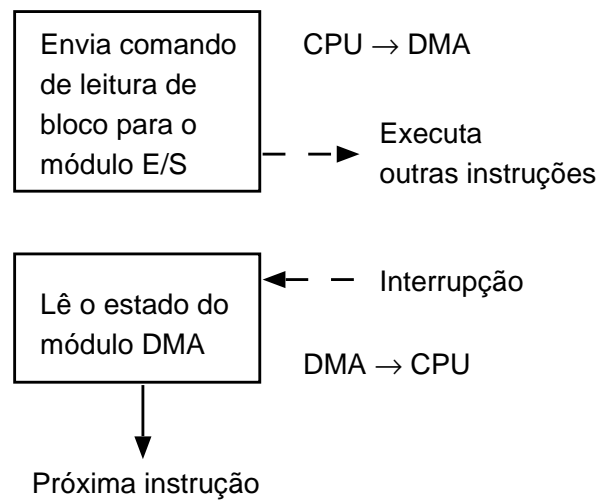 Envia comando
de leitura de
bloco para o
módulo E/S
CPU → DMA
Executa
outras instruções
Lê o estado do
módulo DMA
Interrupção
DMA → CPU
Próxima instrução